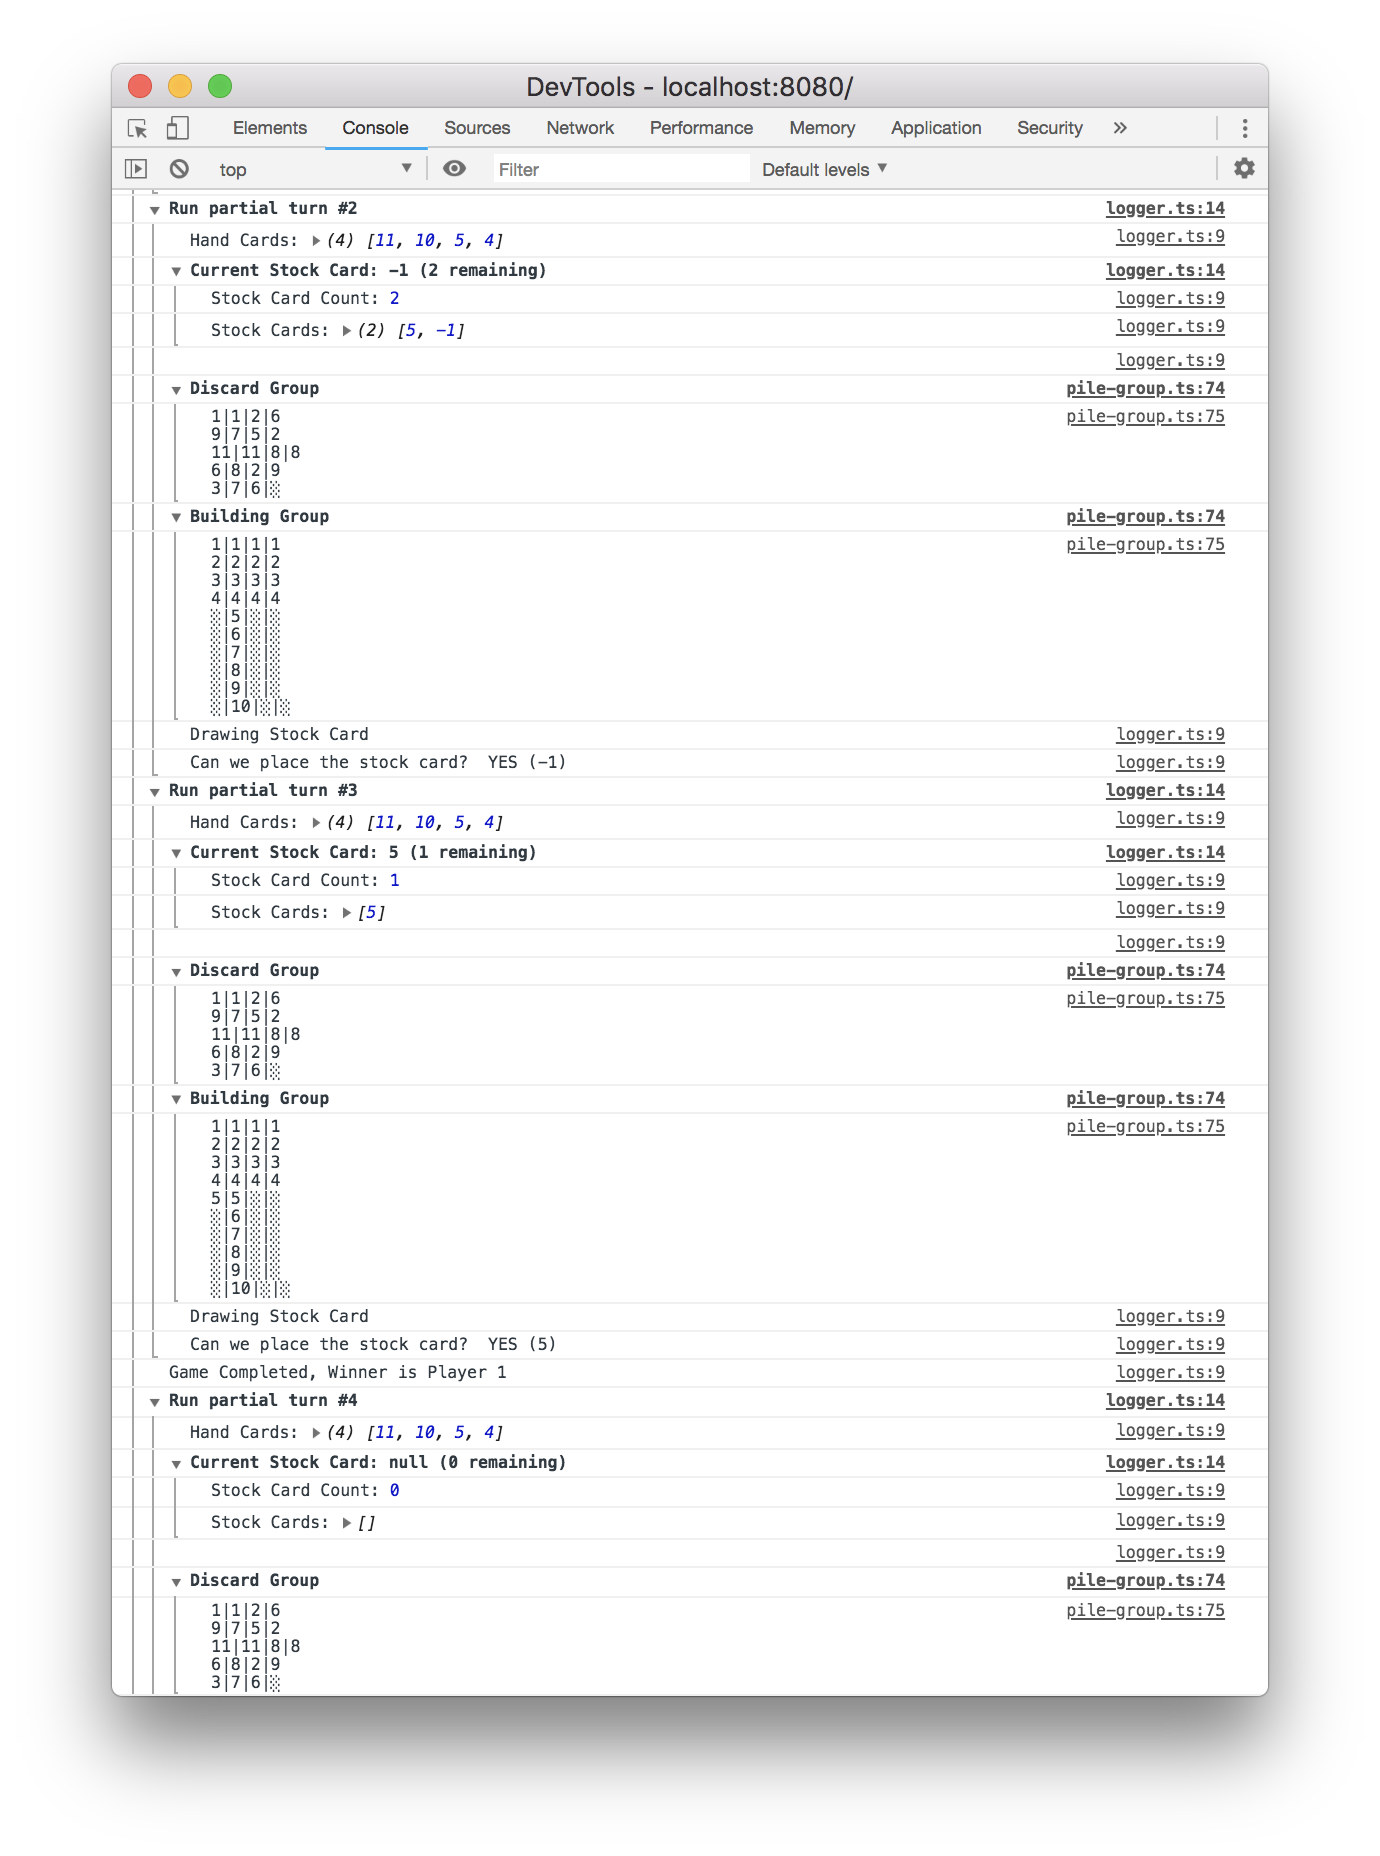 DevTools - localhost:8080/
Elements Console Sources Network Performance Memory Application Security »
top ▼ Filter Default levels ▼
▼ Run partial turn #2 logger.ts:14
Hand Cards: ▶ (4) [11, 10, 5, 4] logger.ts:9
▼ Current Stock Card: -1 (2 remaining) logger.ts:14
Stock Card Count: 2 logger.ts:9
Stock Cards: ▶ (2) [5, -1] logger.ts:9
logger.ts:9
▼ Discard Group pile-group.ts:74
1|1|2|6 pile-group.ts:75
9|7|5|2
11|11|8|8
6|8|2|9
3|7|6|░
▼ Building Group pile-group.ts:74
1|1|1|1 pile-group.ts:75
2|2|2|2
3|3|3|3
4|4|4|4
░|5|░|░
░|6|░|░
░|7|░|░
░|8|░|░
░|9|░|░
░|10|░|░
Drawing Stock Card logger.ts:9
Can we place the stock card?  YES (-1) logger.ts:9
▼ Run partial turn #3 logger.ts:14
Hand Cards: ▶ (4) [11, 10, 5, 4] logger.ts:9
▼ Current Stock Card: 5 (1 remaining) logger.ts:14
Stock Card Count: 1 logger.ts:9
Stock Cards: ▶ [5] logger.ts:9
logger.ts:9
▼ Discard Group pile-group.ts:74
1|1|2|6 pile-group.ts:75
9|7|5|2
11|11|8|8
6|8|2|9
3|7|6|░
▼ Building Group pile-group.ts:74
1|1|1|1 pile-group.ts:75
2|2|2|2
3|3|3|3
4|4|4|4
5|5|░|░
░|6|░|░
░|7|░|░
░|8|░|░
░|9|░|░
░|10|░|░
Drawing Stock Card logger.ts:9
Can we place the stock card?  YES (5) logger.ts:9
Game Completed, Winner is Player 1 logger.ts:9
▼ Run partial turn #4 logger.ts:14
Hand Cards: ▶ (4) [11, 10, 5, 4] logger.ts:9
▼ Current Stock Card: null (0 remaining) logger.ts:14
Stock Card Count: 0 logger.ts:9
Stock Cards: ▶ [] logger.ts:9
logger.ts:9
▼ Discard Group pile-group.ts:74
1|1|2|6 pile-group.ts:75
9|7|5|2
11|11|8|8
6|8|2|9
3|7|6|░